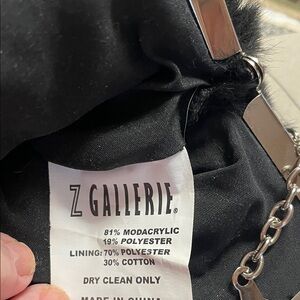 Z GALLERIE®
81% MODACRYLIC
19% POLYESTER
LINING: 70% POLYESTER
30% COTTON
DRY CLEAN ONLY
MADE IN CHINA